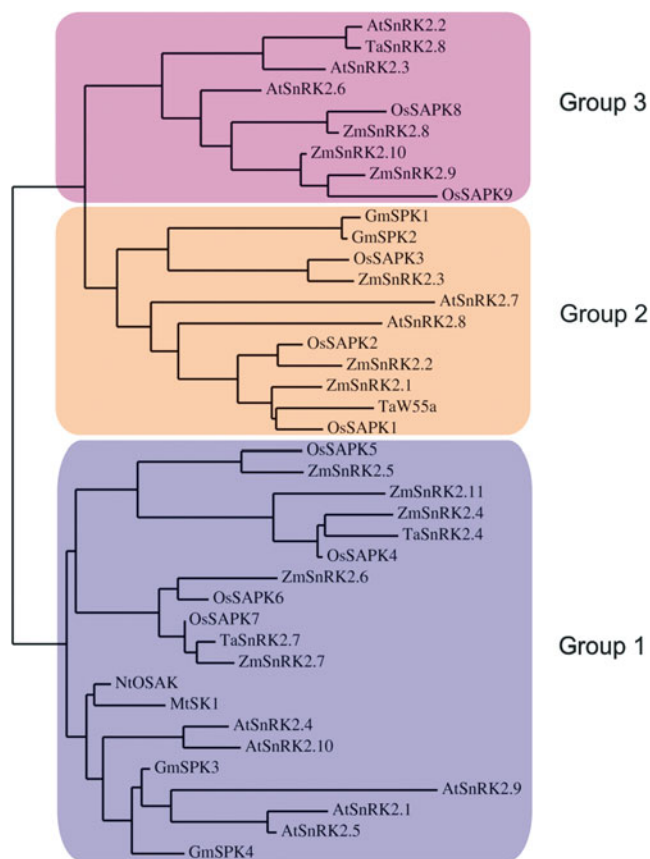 AtSnRK2.2
TaSnRK2.8
AtSnRK2.3
AtSnRK2.6
OsSAPK8
ZmSnRK2.8
ZmSnRK2.10
ZmSnRK2.9
OsSAPK9
Group 3
GmSPK1
GmSPK2
OsSAPK3
ZmSnRK2.3
AtSnRK2.7
AtSnRK2.8
OsSAPK2
ZmSnRK2.2
ZmSnRK2.1
TaW55a
OsSAPK1
Group 2
OsSAPK5
ZmSnRK2.5
ZmSnRK2.11
ZmSnRK2.4
TaSnRK2.4
OsSAPK4
ZmSnRK2.6
OsSAPK6
OsSAPK7
TaSnRK2.7
ZmSnRK2.7
NtOSAK
MtSK1
AtSnRK2.4
AtSnRK2.10
GmSPK3
AtSnRK2.9
AtSnRK2.1
AtSnRK2.5
GmSPK4
Group 1